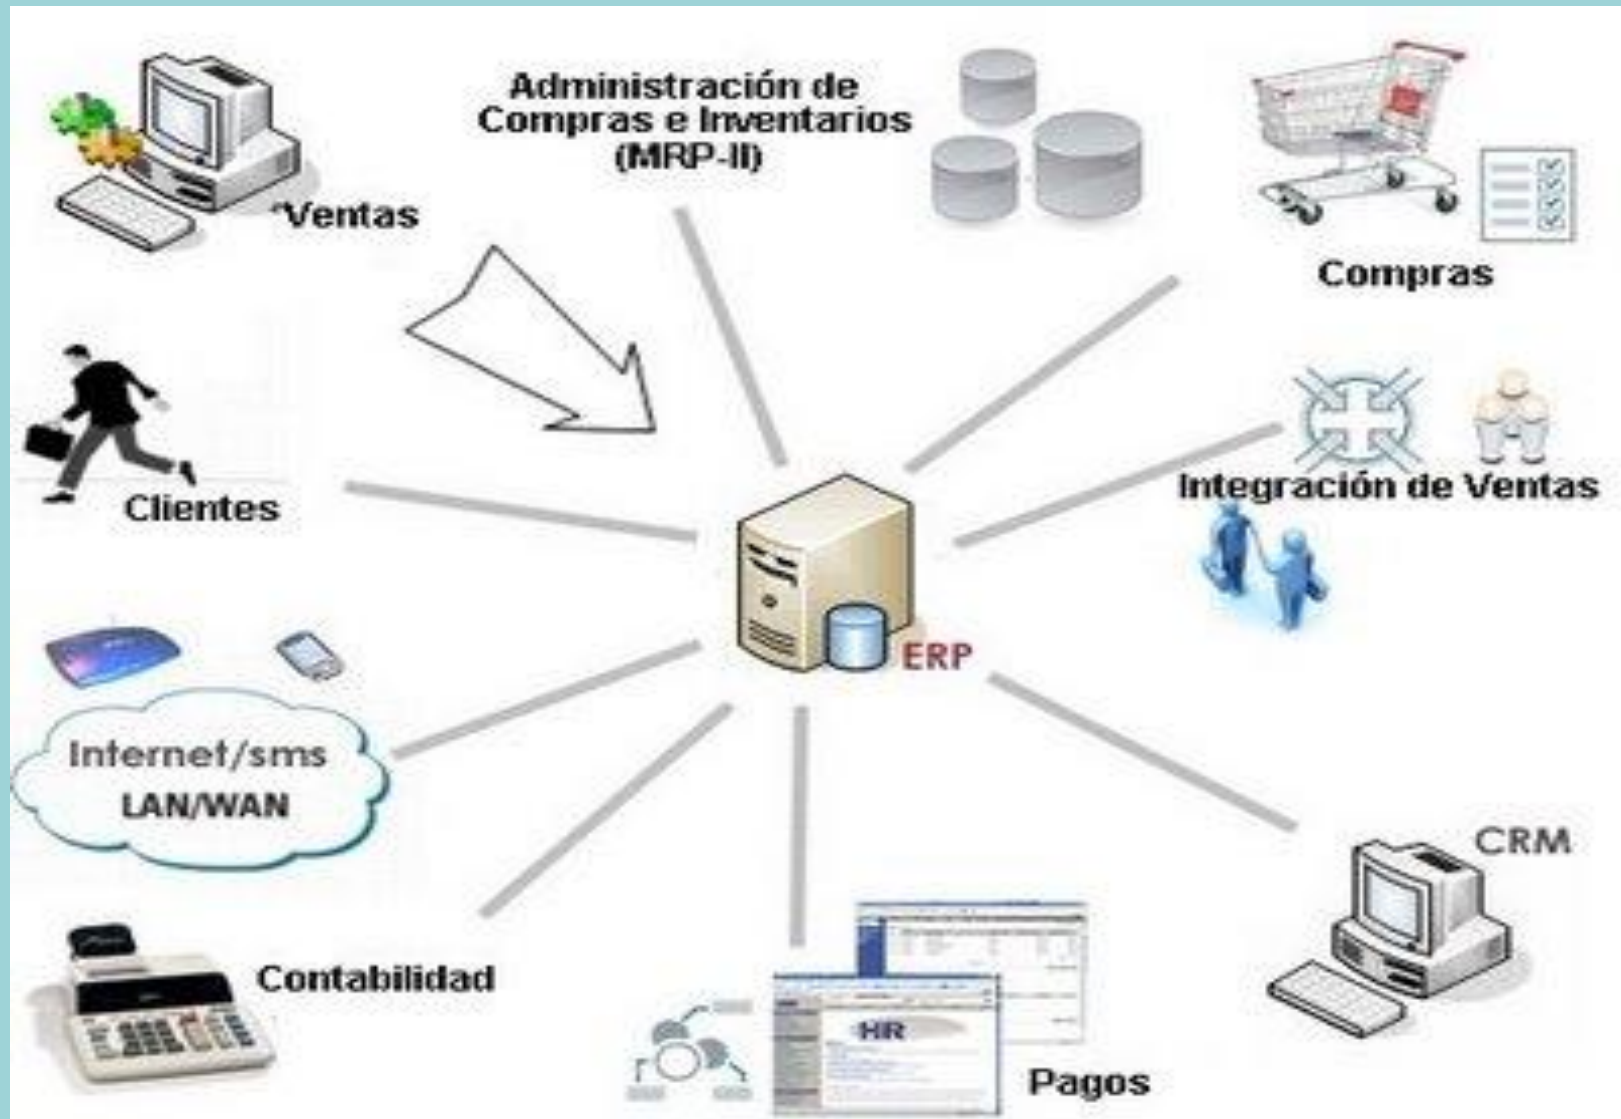 Administración de
Compras e Inventarios
(MRP-II)
Ventas
Compras
Clientes
Integración de Ventas
ERP
Internet/sms
LAN/WAN
CRM
Contabilidad
HR
Pagos